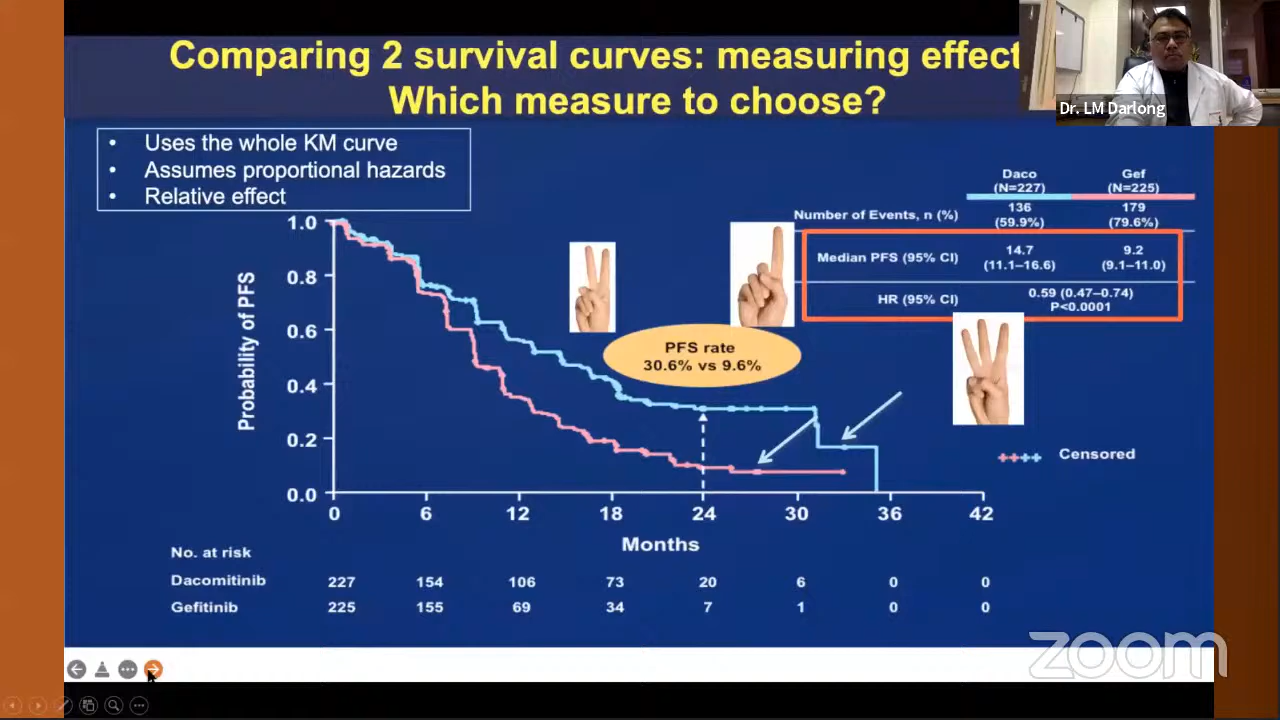 Comparing 2 survival curves: measuring effect
Which measure to choose?
Dr. LM Darlong
• Uses the whole KM curve
• Assumes proportional hazards
• Relative effect
Daco Gef
(N=227) (N=225)
Number of Events, n (%) 136 179
(59.9%) (79.6%)
Median PFS (95% CI) 14.7 9.2
(11.1–16.6) (9.1–11.0)
HR (95% CI) 0.59 (0.47–0.74)
P<0.0001
PFS rate
30.6% vs 9.6%
Censored
Probability of PFS
1.0
0.8
0.6
0.4
0.2
0.0
0 6 12 18 24 30 36 42
Months
No. at risk
Dacomitinib 227 154 106 73 20 6 0 0
Gefitinib 225 155 69 34 7 1 0 0
zoom